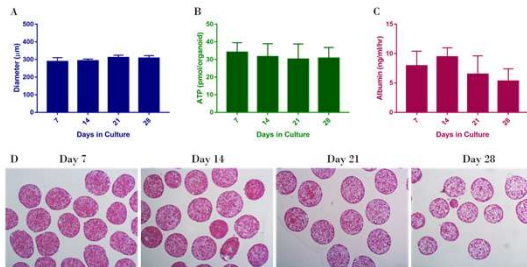 A
Diameter (μm)
500
400
300
200
100
0
7
14
21
28
Days in Culture
B
ATP (pmol/organoid)
50
40
30
20
10
0
7
14
21
28
Days in Culture
C
Albumin (ng/ml/hr)
15
10
5
0
7
14
21
28
Days in Culture
D
Day 7
Day 14
Day 21
Day 28